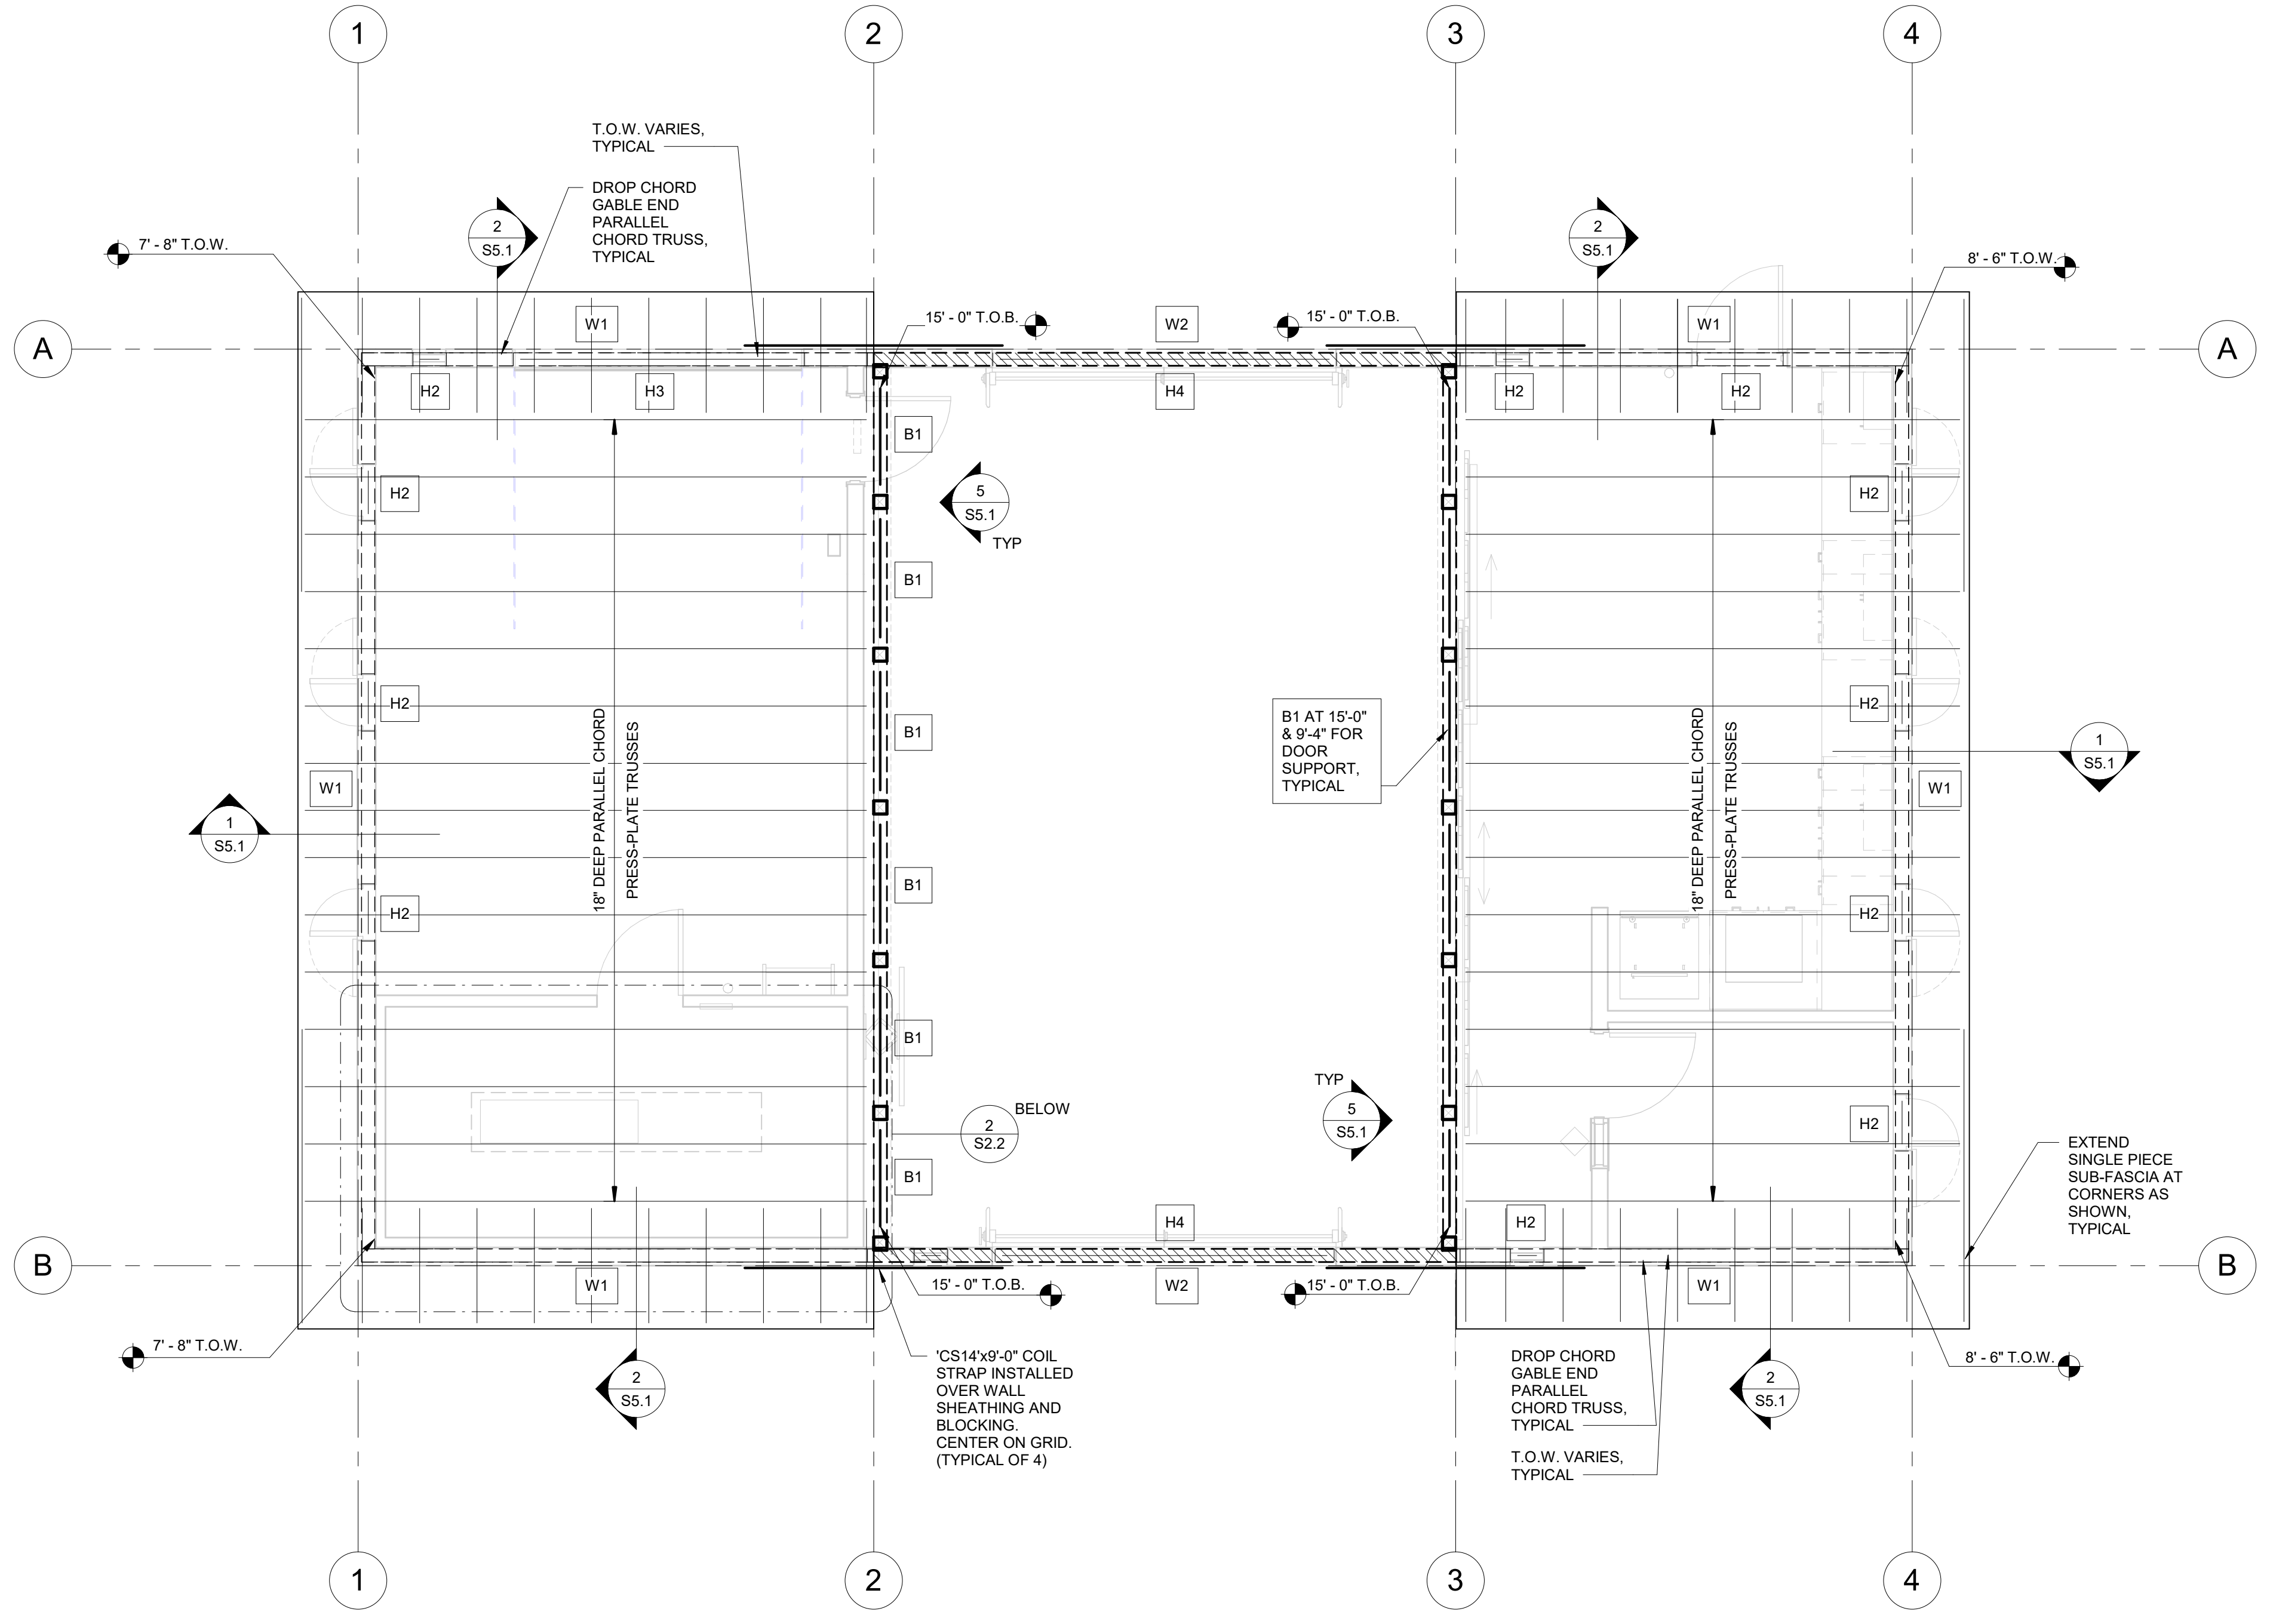 1
2
3
4
T.O.W. VARIES,
TYPICAL
DROP CHORD
GABLE END
PARALLEL
CHORD TRUSS,
TYPICAL
2
S5.1
2
S5.1
7' - 8" T.O.W.
8' - 6" T.O.W.
W1
15' - 0" T.O.B.
W2
15' - 0" T.O.B.
W1
A
A
H2
H3
H4
H2
H2
B1
H2
5
S5.1
TYP
H2
B1
H2
B1
H2
B1 AT 15'-0"
& 9'-4" FOR
DOOR
SUPPORT,
TYPICAL
18" DEEP PARALLEL CHORD
PRESS-PLATE TRUSSES
18" DEEP PARALLEL CHORD
PRESS-PLATE TRUSSES
1
S5.1
W1
W1
1
S5.1
B1
H2
H2
B1
TYP
5
S5.1
BELOW
2
S2.2
H2
B1
EXTEND
SINGLE PIECE
SUB-FASCIA AT
CORNERS AS
SHOWN,
TYPICAL
H4
H2
B
B
W1
15' - 0" T.O.B.
W2
15' - 0" T.O.B.
W1
7' - 8" T.O.W.
8' - 6" T.O.W.
2
S5.1
'CS14'x9'-0" COIL
STRAP INSTALLED
OVER WALL
SHEATHING AND
BLOCKING.
CENTER ON GRID.
(TYPICAL OF 4)
DROP CHORD
GABLE END
PARALLEL
CHORD TRUSS,
TYPICAL
T.O.W. VARIES,
TYPICAL
2
S5.1
1
2
3
4